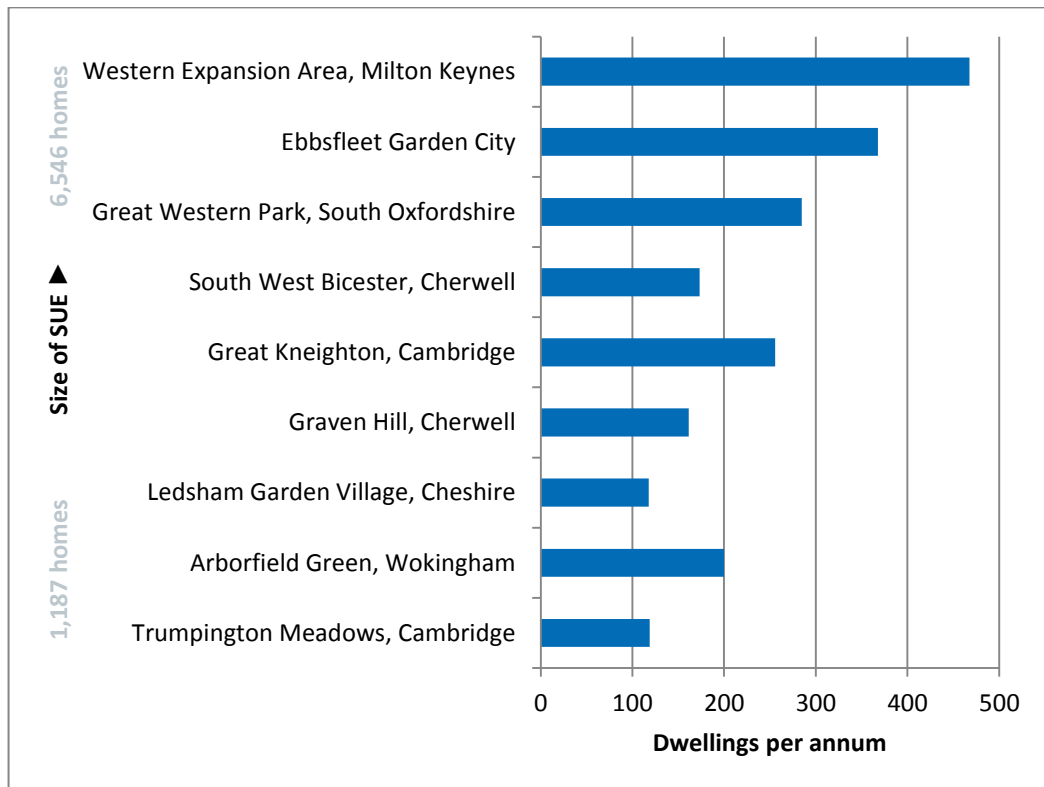 Western Expansion Area, Milton Keynes
Ebbsfleet Garden City
Great Western Park, South Oxfordshire
South West Bicester, Cherwell
Great Kneighton, Cambridge
Graven Hill, Cherwell
Ledsham Garden Village, Cheshire
Arborfield Green, Wokingham
Trumpington Meadows, Cambridge
6,546 homes
Size of SUE ▶
1,187 homes
0 100 200 300 400 500
Dwellings per annum